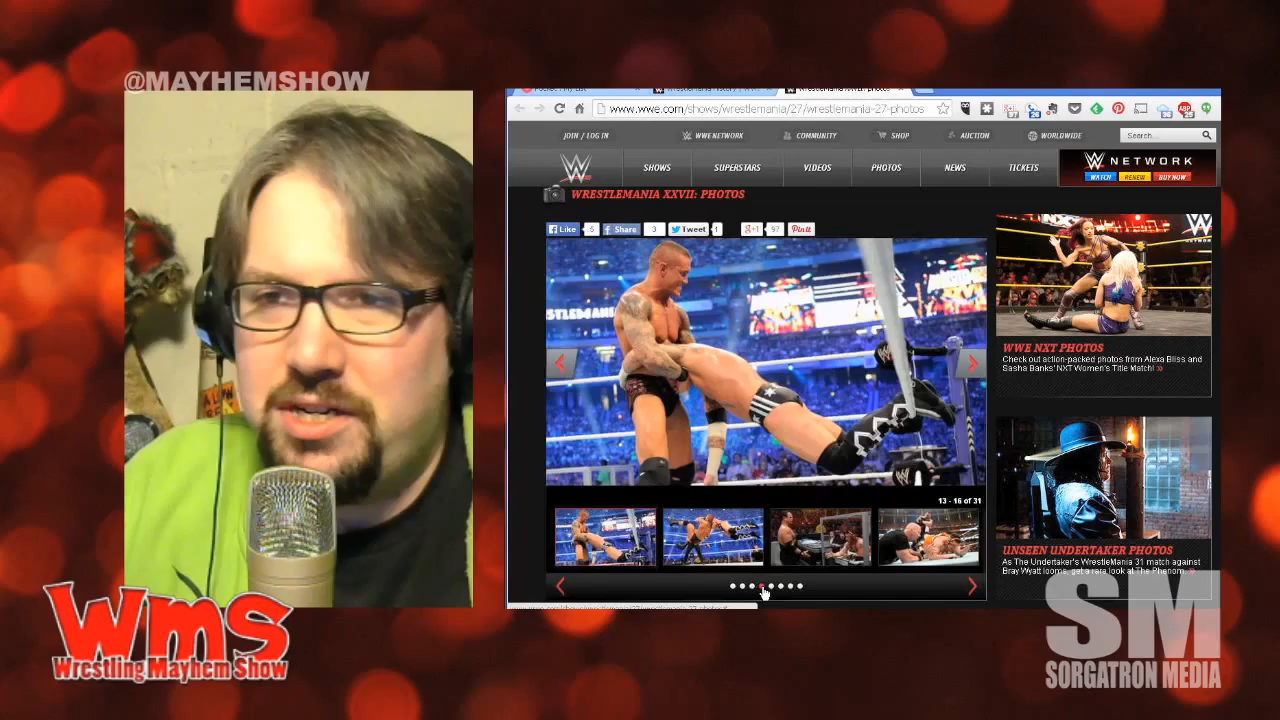 @MAYHEMSHOW
www.wwe.com/shows/wrestlemania/27/wrestlemania-27-photos
JOIN / LOG IN
WWE NETWORK
COMMUNITY
SHOP
AUCTION
WORLDWIDE
Search...
W
SHOWS
SUPERSTARS
VIDEOS
PHOTOS
NEWS
TICKETS
W NETWORK
WATCH
RENEW
BUY NOW
WRESTLEMANIA XXVII: PHOTOS
Like
Share
3
Tweet
1
g+1
97
Pin it
13 - 16 of 31
WWE NXT PHOTOS
Check out action-packed photos from Alexa Bliss and
Sasha Banks' NXT Women's Title Match! »
UNSEEN UNDERTAKER PHOTOS
As The Undertaker's WrestleMania 31 match against
Bray Wyatt looms, get a rare look at The Phenom. »
wms
Wrestling Mayhem Show
SM
SORGATRON MEDIA